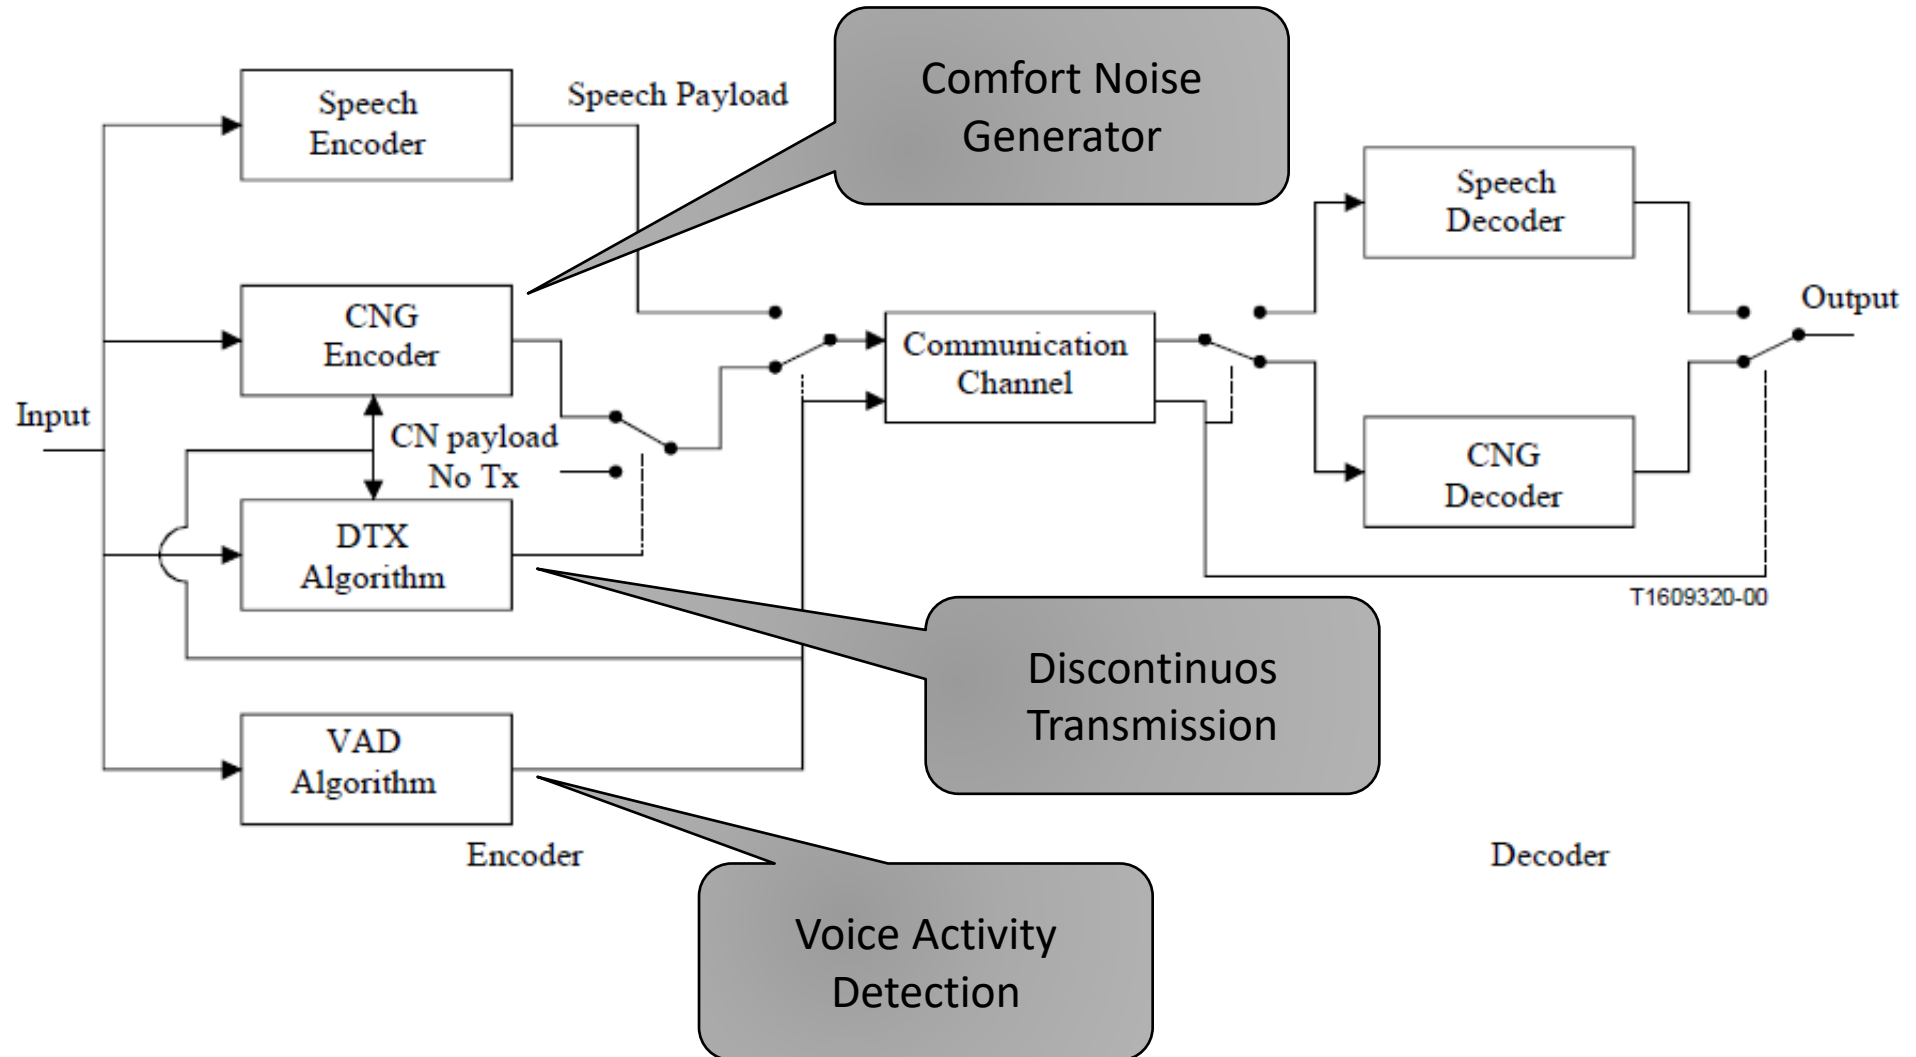 Comfort Noise
Generator
Speech
Encoder
Speech Payload
Speech
Decoder
CNG
Encoder
Communication
Channel
Output
Input
CN payload
No Tx
CNG
Decoder
DTX
Algorithm
T1609320-00
Discontinuos
Transmission
VAD
Algorithm
Encoder
Decoder
Voice Activity
Detection